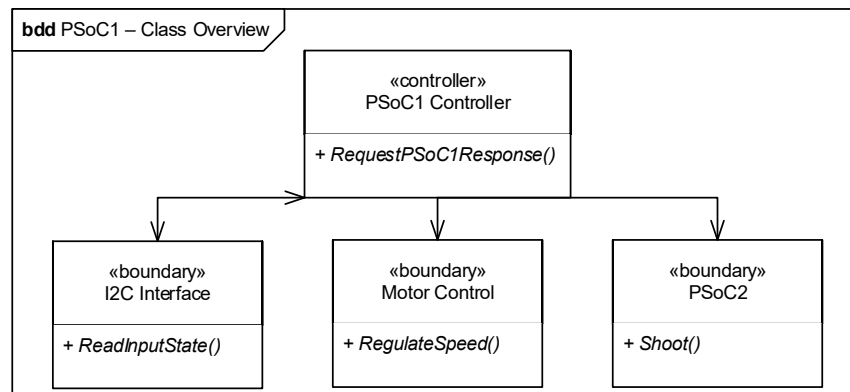 bdd PSoC1 – Class Overview
«controller»
PSoC1 Controller
+ RequestPSoC1Response()
«boundary»
I2C Interface
+ ReadInputState()
«boundary»
Motor Control
+ RegulateSpeed()
«boundary»
PSoC2
+ Shoot()